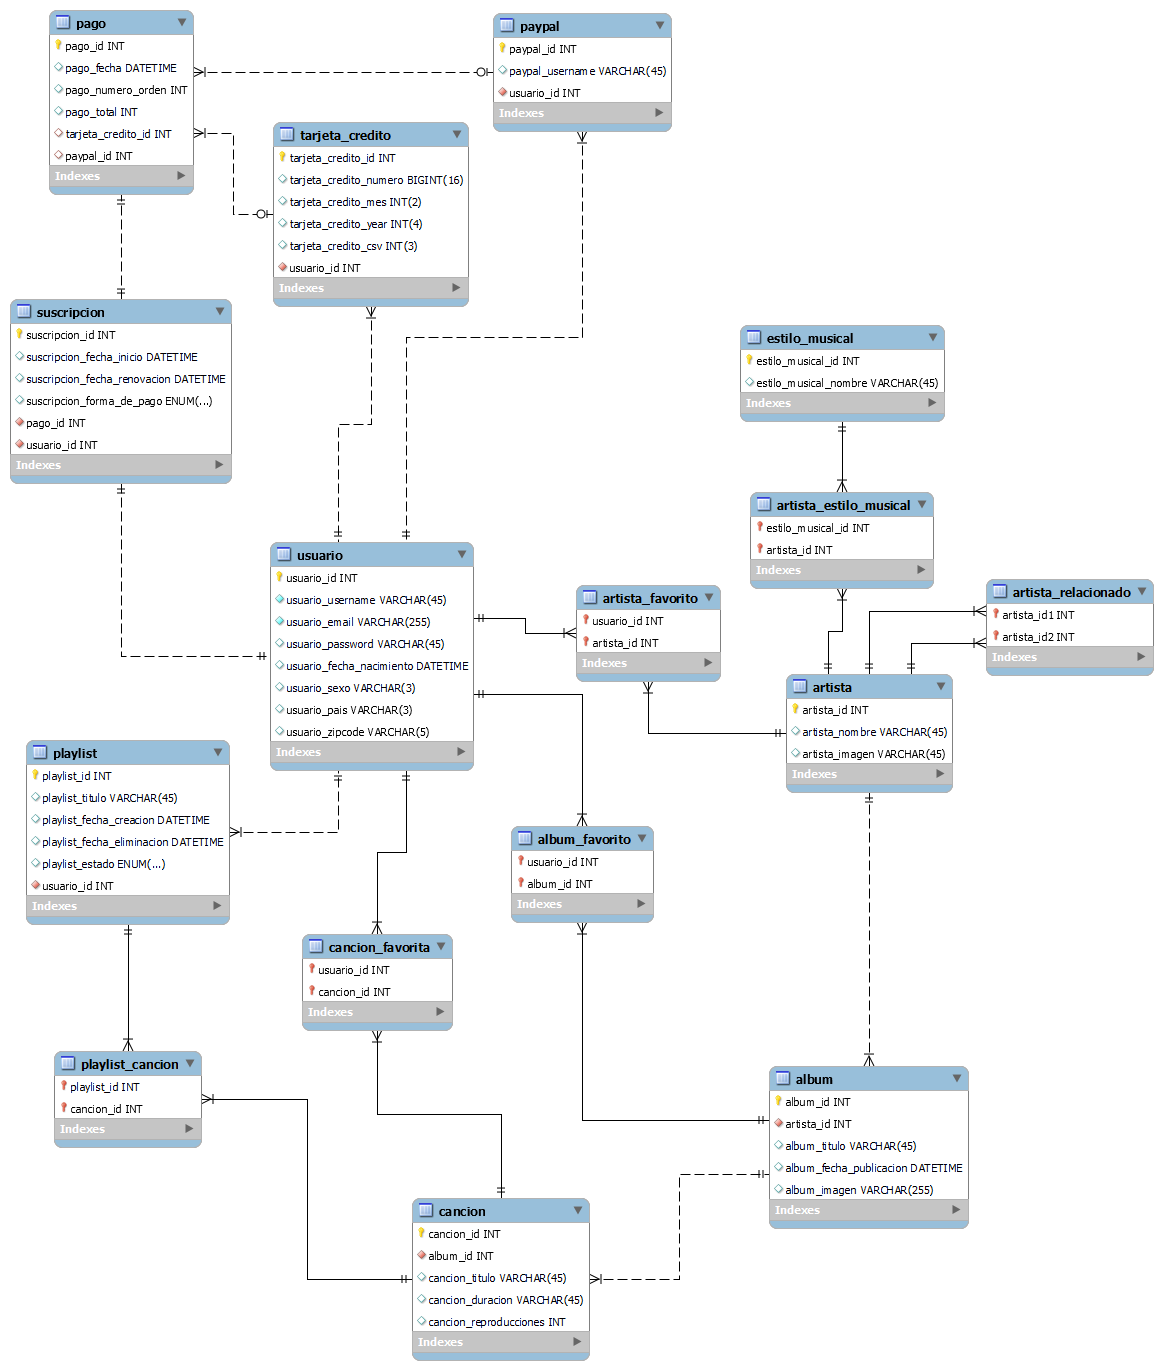 pago
pago_id INT
pago_fecha DATETIME
pago_numero_orden INT
pago_total INT
tarjeta_credito_id INT
paypal_id INT
Indexes
paypal
paypal_id INT
paypal_username VARCHAR(45)
usuario_id INT
Indexes
tarjeta_credito
tarjeta_credito_id INT
tarjeta_credito_numero BIGINT(16)
tarjeta_credito_mes INT(2)
tarjeta_credito_year INT(4)
tarjeta_credito_csv INT(3)
usuario_id INT
Indexes
suscripcion
suscripcion_id INT
suscripcion_fecha_inicio DATETIME
suscripcion_fecha_renovacion DATETIME
suscripcion_forma_de_pago ENUM(...)
pago_id INT
usuario_id INT
Indexes
estilo_musical
estilo_musical_id INT
estilo_musical_nombre VARCHAR(45)
Indexes
artista_estilo_musical
estilo_musical_id INT
artista_id INT
Indexes
usuario
usuario_id INT
usuario_username VARCHAR(45)
usuario_email VARCHAR(255)
usuario_password VARCHAR(45)
usuario_fecha_nacimiento DATETIME
usuario_sexo VARCHAR(3)
usuario_pais VARCHAR(3)
usuario_zipcode VARCHAR(5)
Indexes
artista_favorito
usuario_id INT
artista_id INT
Indexes
artista_relacionado
artista_id1 INT
artista_id2 INT
Indexes
artista
artista_id INT
artista_nombre VARCHAR(45)
artista_imagen VARCHAR(45)
Indexes
playlist
playlist_id INT
playlist_titulo VARCHAR(45)
playlist_fecha_creacion DATETIME
playlist_fecha_eliminacion DATETIME
playlist_estado ENUM(...)
usuario_id INT
Indexes
album_favorito
usuario_id INT
album_id INT
Indexes
cancion_favorita
usuario_id INT
cancion_id INT
Indexes
playlist_cancion
playlist_id INT
cancion_id INT
Indexes
album
album_id INT
artista_id INT
album_titulo VARCHAR(45)
album_fecha_publicacion DATETIME
album_imagen VARCHAR(255)
Indexes
cancion
cancion_id INT
album_id INT
cancion_titulo VARCHAR(45)
cancion_duracion VARCHAR(45)
cancion_reproducciones INT
Indexes